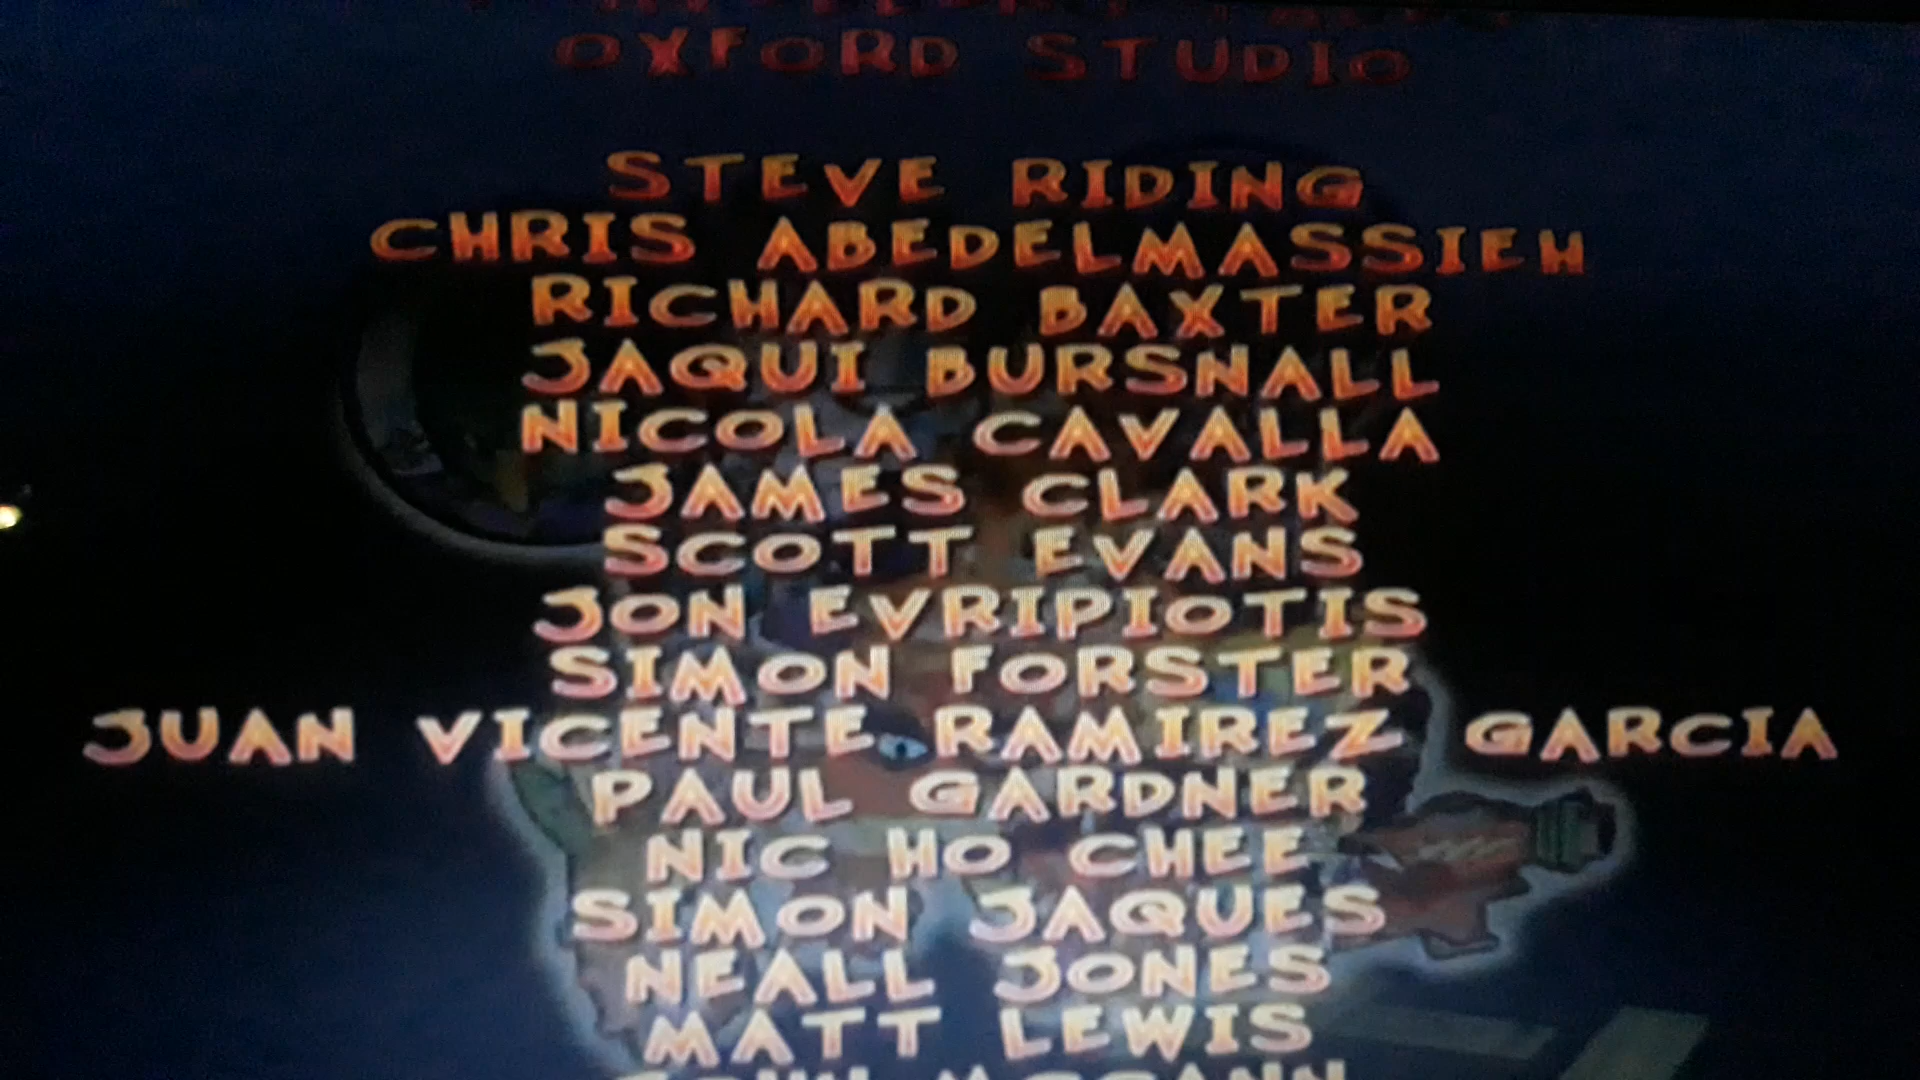 OXFORD STUDIO
STEVE RIDING
CHRIS ABEDELMASSIEH
RICHARD BAXTER
JAQUI BURSNALL
NICOLA CAVALLA
JAMES CLARK
SCOTT EVANS
JON EVRIPIOTIS
SIMON FORSTER
JUAN VICENTE RAMIREZ GARCIA
PAUL GARDNER
NIC HO CHEE
SIMON JAQUES
NEALL JONES
MATT LEWIS